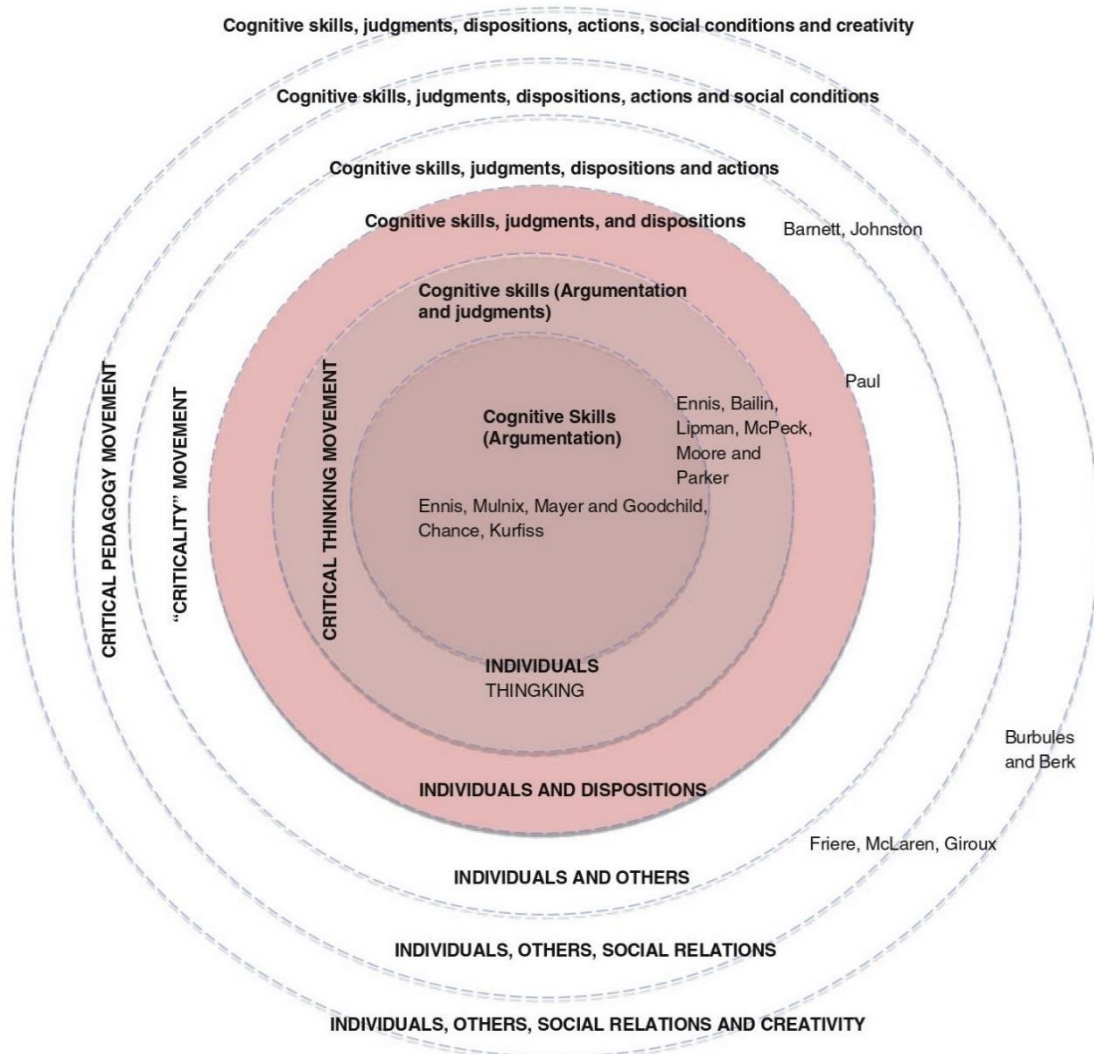 Cognitive skills, judgments, dispositions, actions, social conditions and creativity
Cognitive skills, judgments, dispositions, actions and social conditions
Cognitive skills, judgments, dispositions and actions
Cognitive skills, judgments, and dispositions
Barnett, Johnston
Cognitive skills (Argumentation
and judgments)
CRITICAL PEDAGOGY MOVEMENT
“CRITICALITY” MOVEMENT
CRITICAL THINKING MOVEMENT
Paul
Cognitive Skills
(Argumentation)
Ennis, Bailin,
Lipman, McPeck,
Moore and
Parker
Ennis, Mulnix, Mayer and Goodchild,
Chance, Kurfiss
INDIVIDUALS
THINGKING
Burbules
and Berk
INDIVIDUALS AND DISPOSITIONS
Friere, McLaren, Giroux
INDIVIDUALS AND OTHERS
INDIVIDUALS, OTHERS, SOCIAL RELATIONS
INDIVIDUALS, OTHERS, SOCIAL RELATIONS AND CREATIVITY